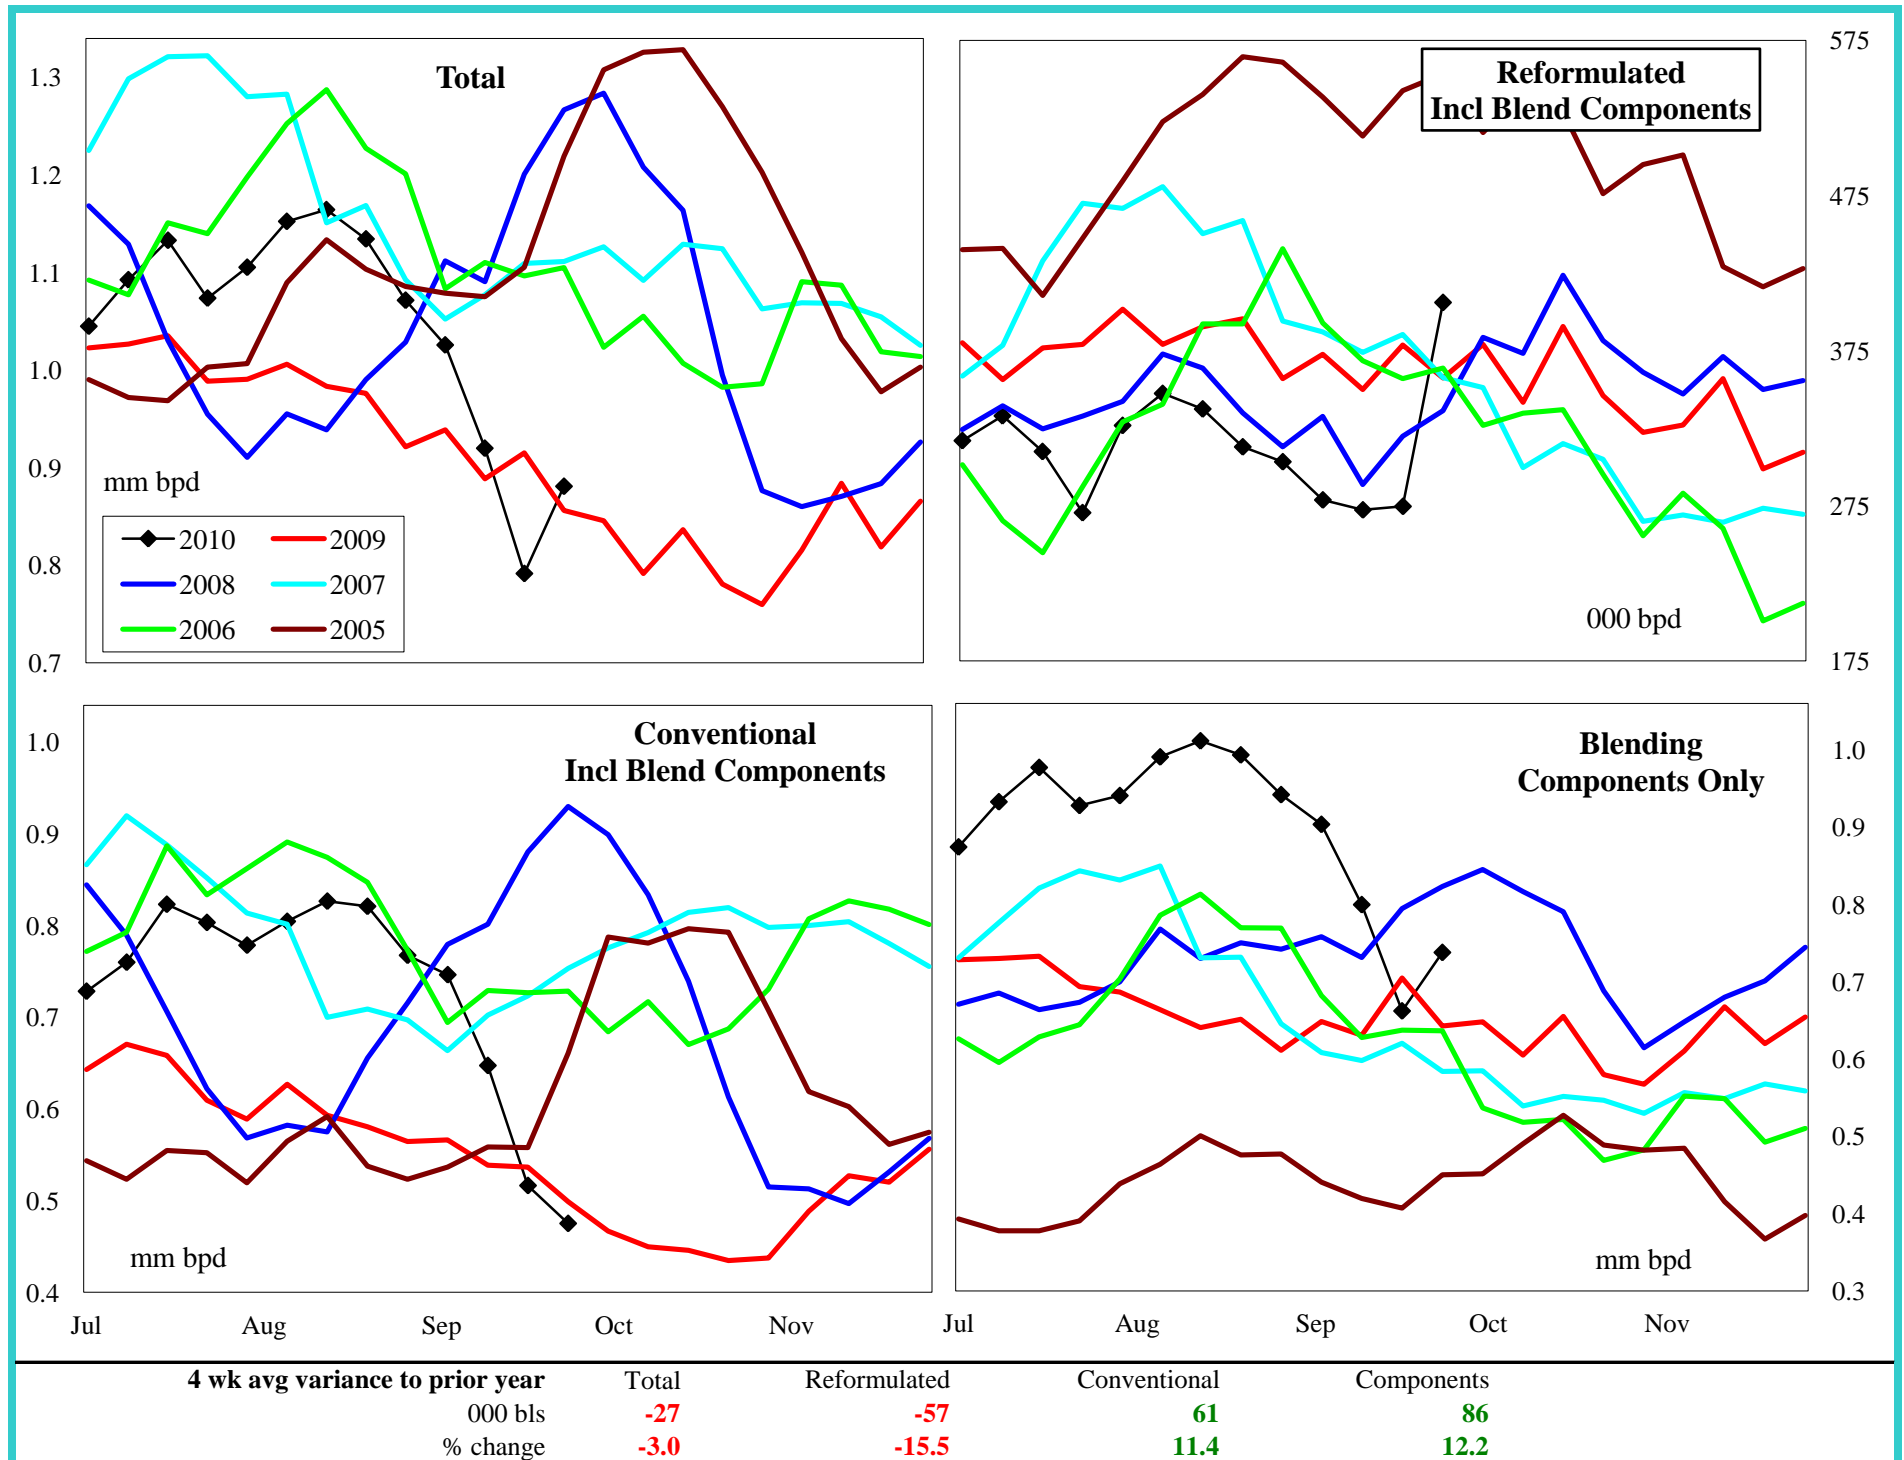 Total
1.3
1.2
1.1
1.0
0.9
0.8
0.7
mm bpd
2010 2009
2008 2007
2006 2005
Reformulated
Incl Blend Components
575
475
375
275
175
000 bpd
Conventional
Incl Blend Components
1.0
0.9
0.8
0.7
0.6
0.5
0.4
mm bpd
Jul Aug Sep Oct Nov
Blending
Components Only
1.0
0.9
0.8
0.7
0.6
0.5
0.4
0.3
mm bpd
Jul Aug Sep Oct Nov
4 wk avg variance to prior year Total Reformulated Conventional Components
000 bls -27 -57 61 86
% change -3.0 -15.5 11.4 12.2